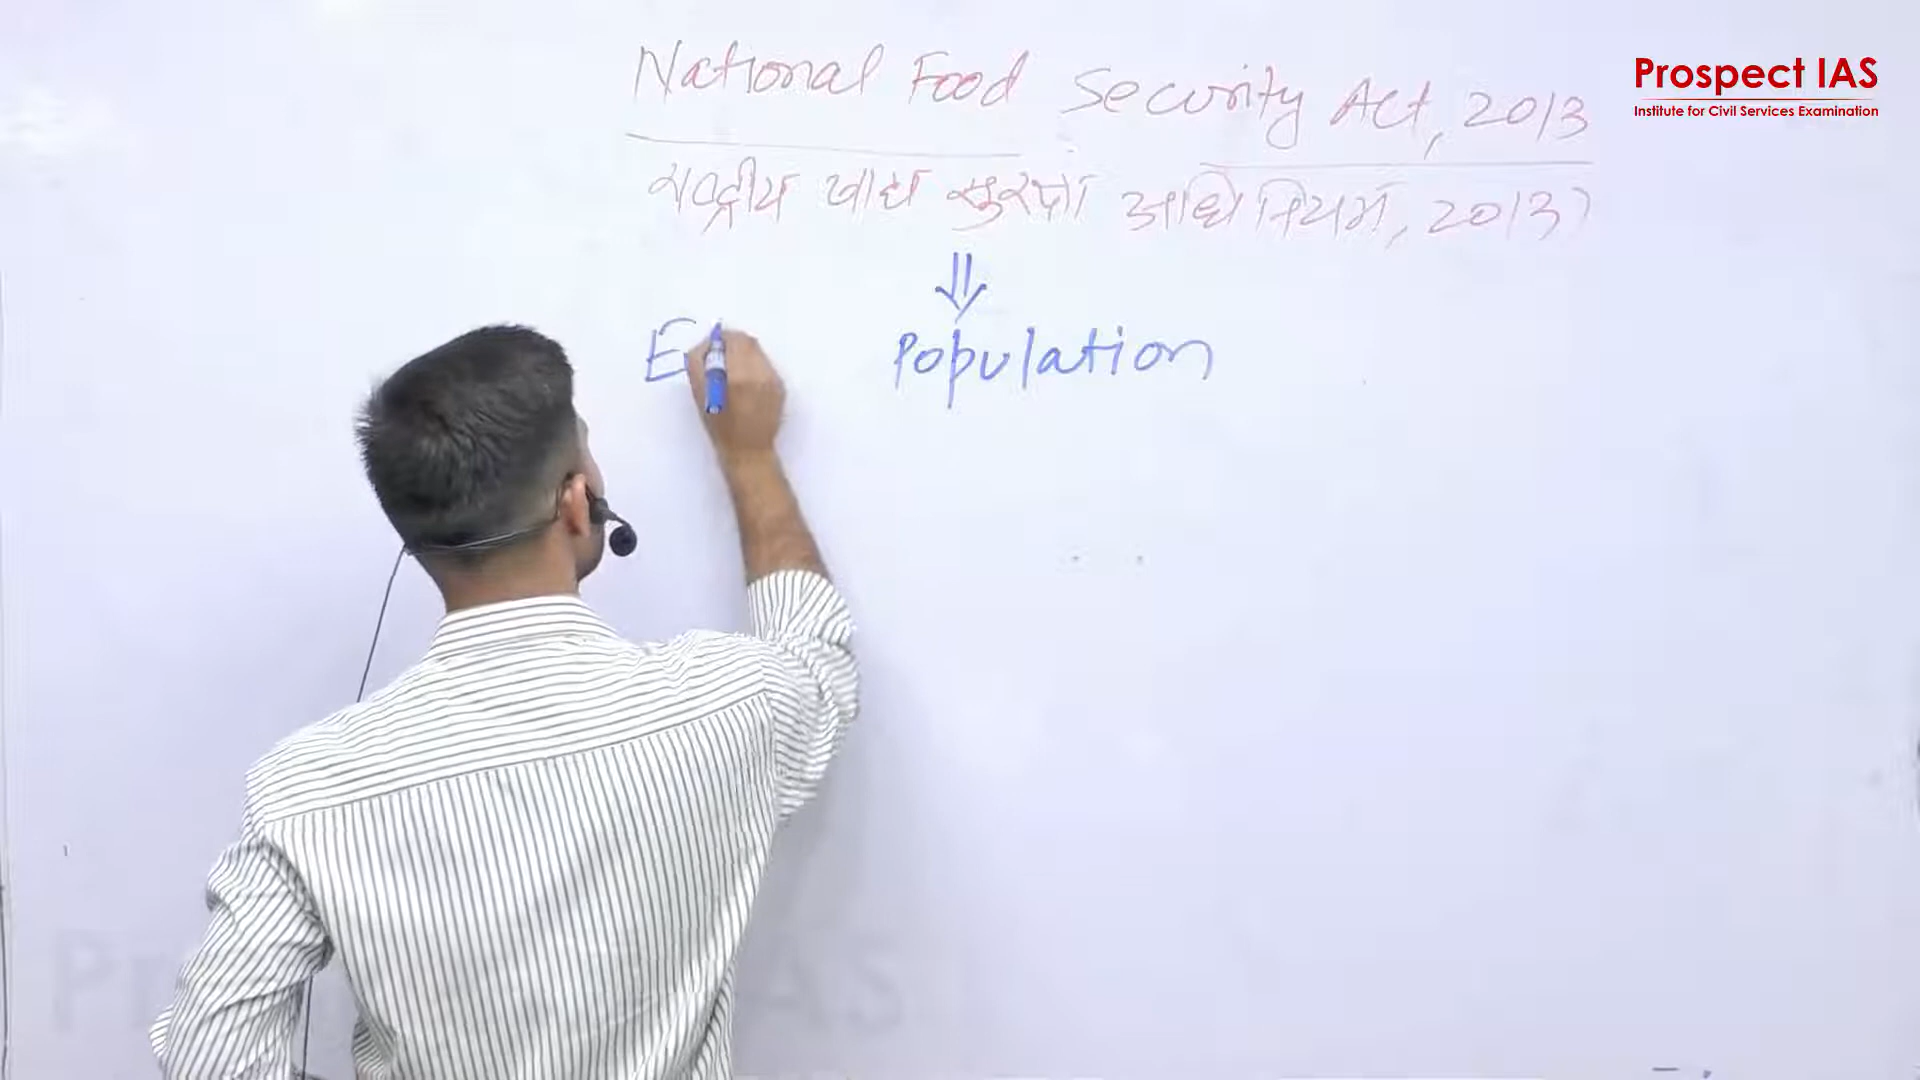 National Food Security Act, 2013
राष्ट्रीय खाद्य सुरक्षा अधिनियम, 2013
Prospect IAS
Institute for Civil Services Examination
⇓
E
Population